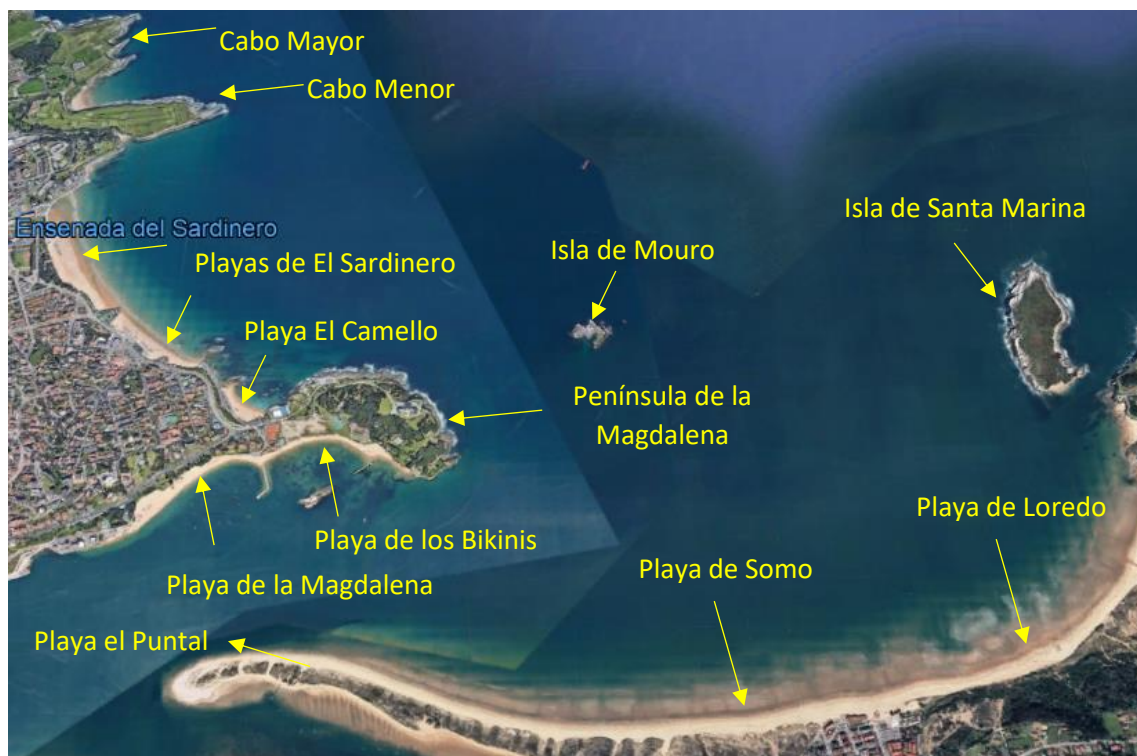 Cabo Mayor
Cabo Menor
Isla de Santa Marina
Ensenada del Sardinero
Isla de Mouro
Playas de El Sardinero
Playa El Camello
Península de la
Magdalena
Playa de Loredo
Playa de los Bikinis
Playa de Somo
Playa de la Magdalena
Playa el Puntal